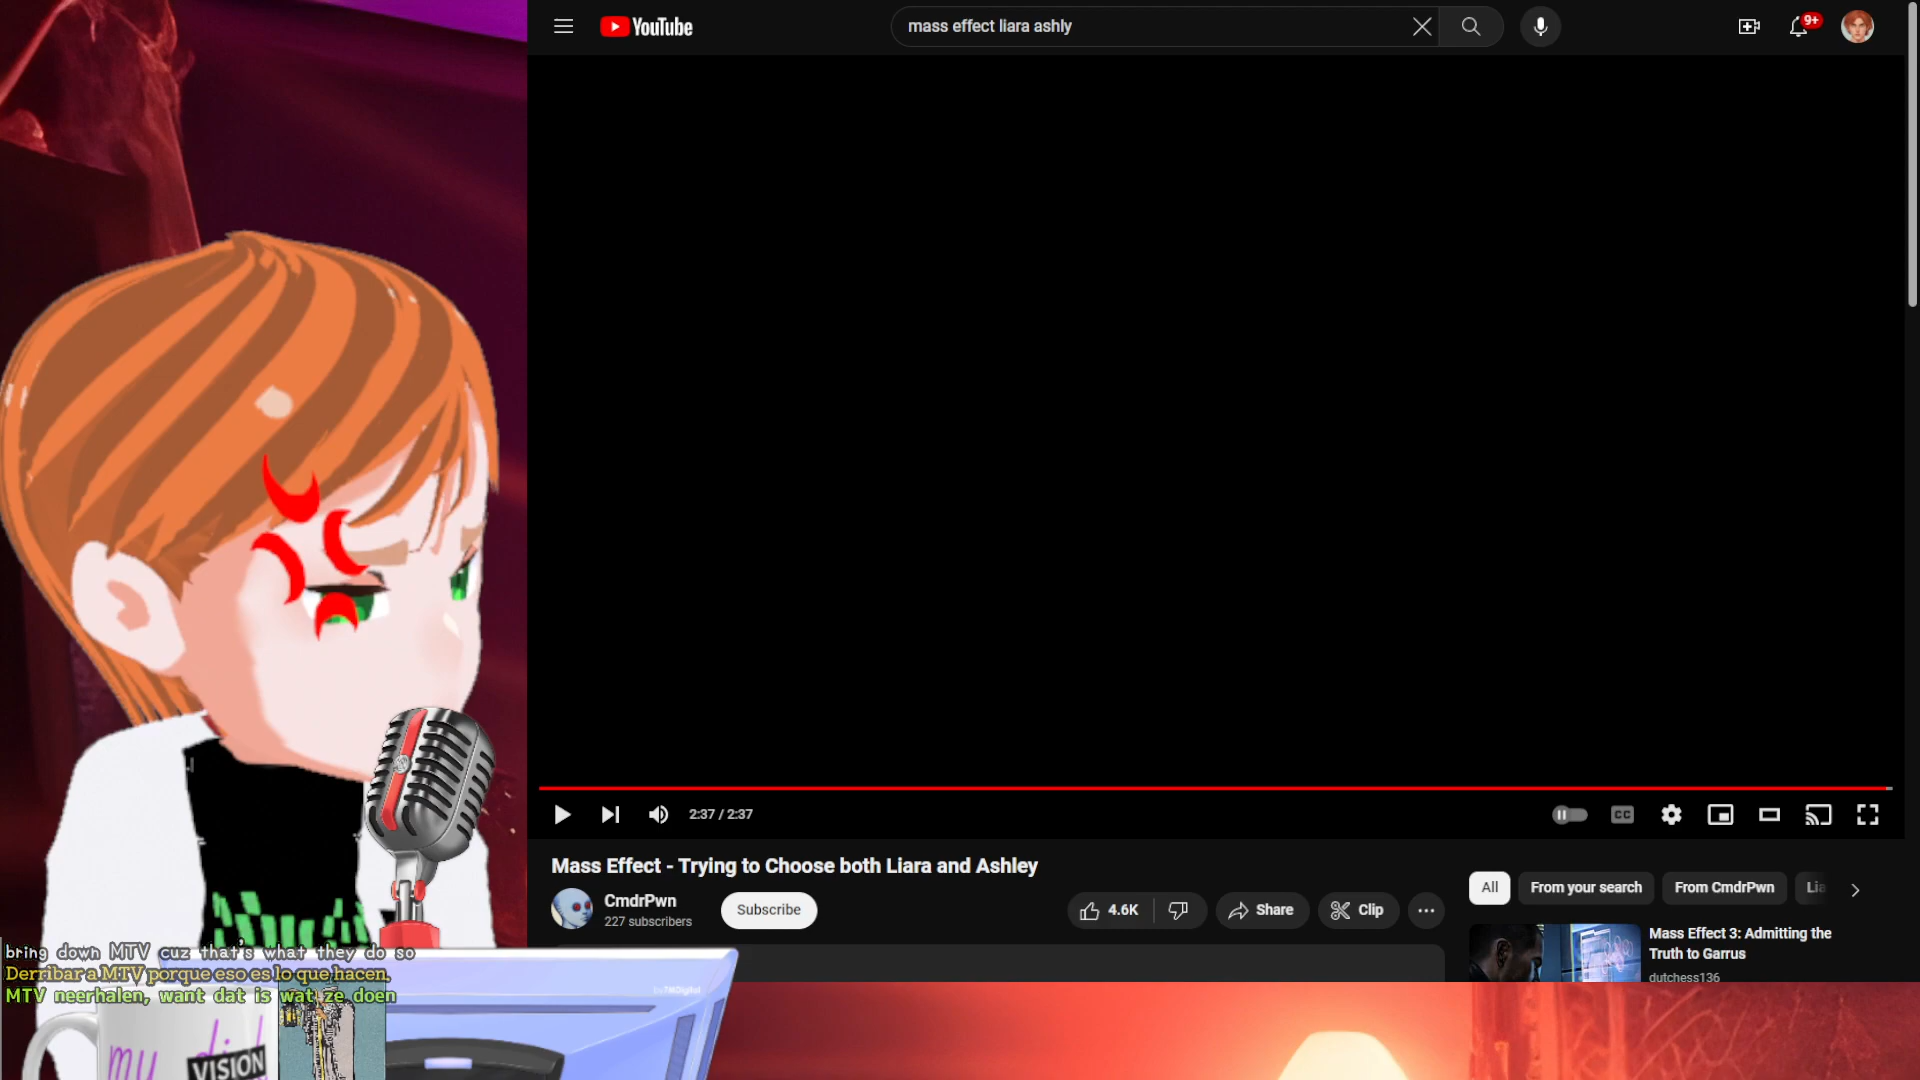 YouTube
mass effect liara ashly
9+
2:37 / 2:37
CC
Mass Effect - Trying to Choose both Liara and Ashley
CmdrPwn
227 subscribers
Subscribe
4.6K
Share
Clip
All
From your search
From CmdrPwn
Lia
Mass Effect 3: Admitting the
Truth to Garrus
dutchess136
bring down MTV cuz that's what they do so
Derribar a MTV porque eso es lo que hacen.
MTV neerhalen, want dat is wat ze doen
my
VISION